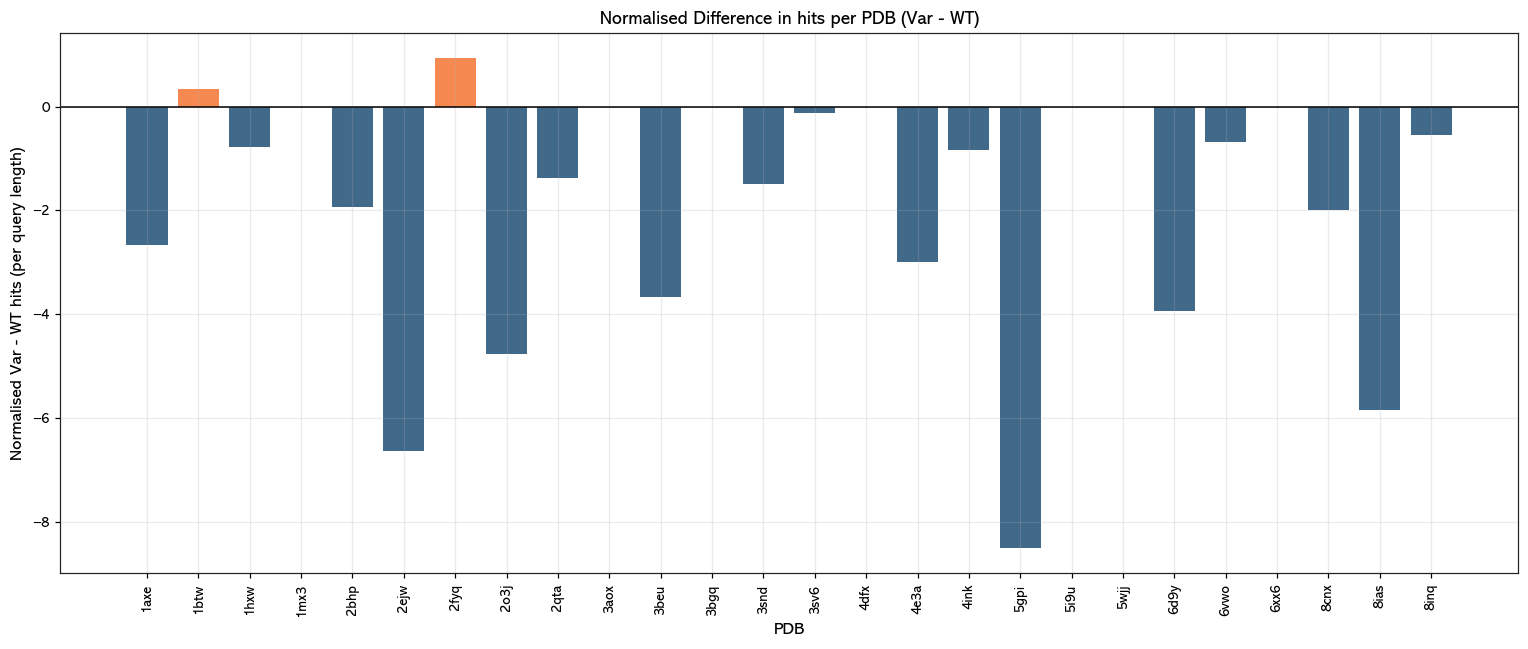 Normalised Difference in hits per PDB (Var - WT)
Normalised Var - WT hits (per query length)
0
−2
−4
−6
−8
1axe
1btw
1hxw
1mx3
2bhp
2ejw
2fyq
2o3j
2qta
3aox
3beu
3bgq
3snd
3sv6
4dfx
4e3a
4ink
5gpi
5i9u
5wjj
6d9y
6vwo
6xx6
8cnx
8ias
8inq
PDB